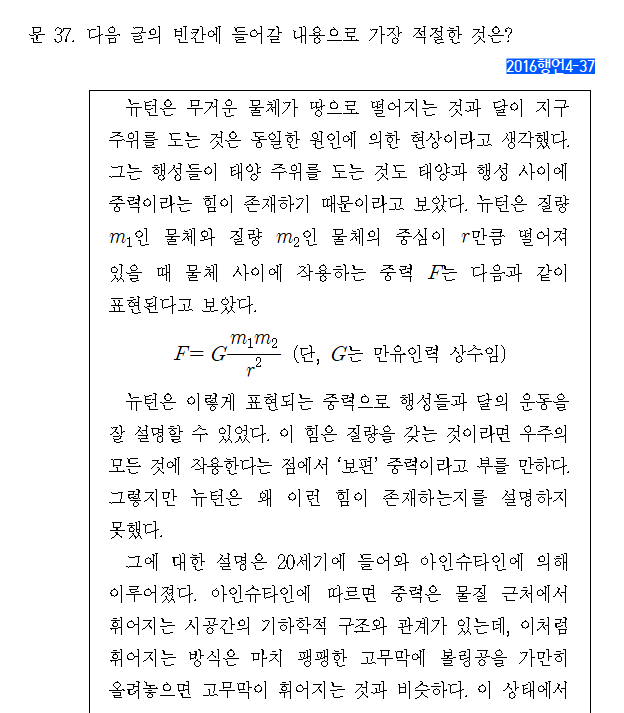 문 37. 다음 글의 빈칸에 들어갈 내용으로 가장 적절한 것은?
2016행언4-37
뉴턴은 무거운 물체가 땅으로 떨어지는 것과 달이 지구
주위를 도는 것은 동일한 원인에 의한 현상이라고 생각했다.
그는 행성들이 태양 주위를 도는 것도 태양과 행성 사이에
중력이라는 힘이 존재하기 때문이라고 보았다. 뉴턴은 질량
m₁인 물체와 질량 m₂인 물체의 중심이 r만큼 떨어져
있을 때 물체 사이에 작용하는 중력 F는 다음과 같이
표현된다고 보았다.
F= G m₁m₂/r² (단, G는 만유인력 상수임)
뉴턴은 이렇게 표현되는 중력으로 행성들과 달의 운동을
잘 설명할 수 있었다. 이 힘은 질량을 갖는 것이라면 우주의
모든 것에 작용한다는 점에서 ‘보편’ 중력이라고 부를 만하다.
그렇지만 뉴턴은 왜 이런 힘이 존재하는지를 설명하지
못했다.
그에 대한 설명은 20세기에 들어와 아인슈타인에 의해
이루어졌다. 아인슈타인에 따르면 중력은 물질 근처에서
휘어지는 시공간의 기하학적 구조와 관계가 있는데, 이처럼
휘어지는 방식은 마치 팽팽한 고무막에 볼링공을 가만히
올려놓으면 고무막이 휘어지는 것과 비슷하다. 이 상태에서